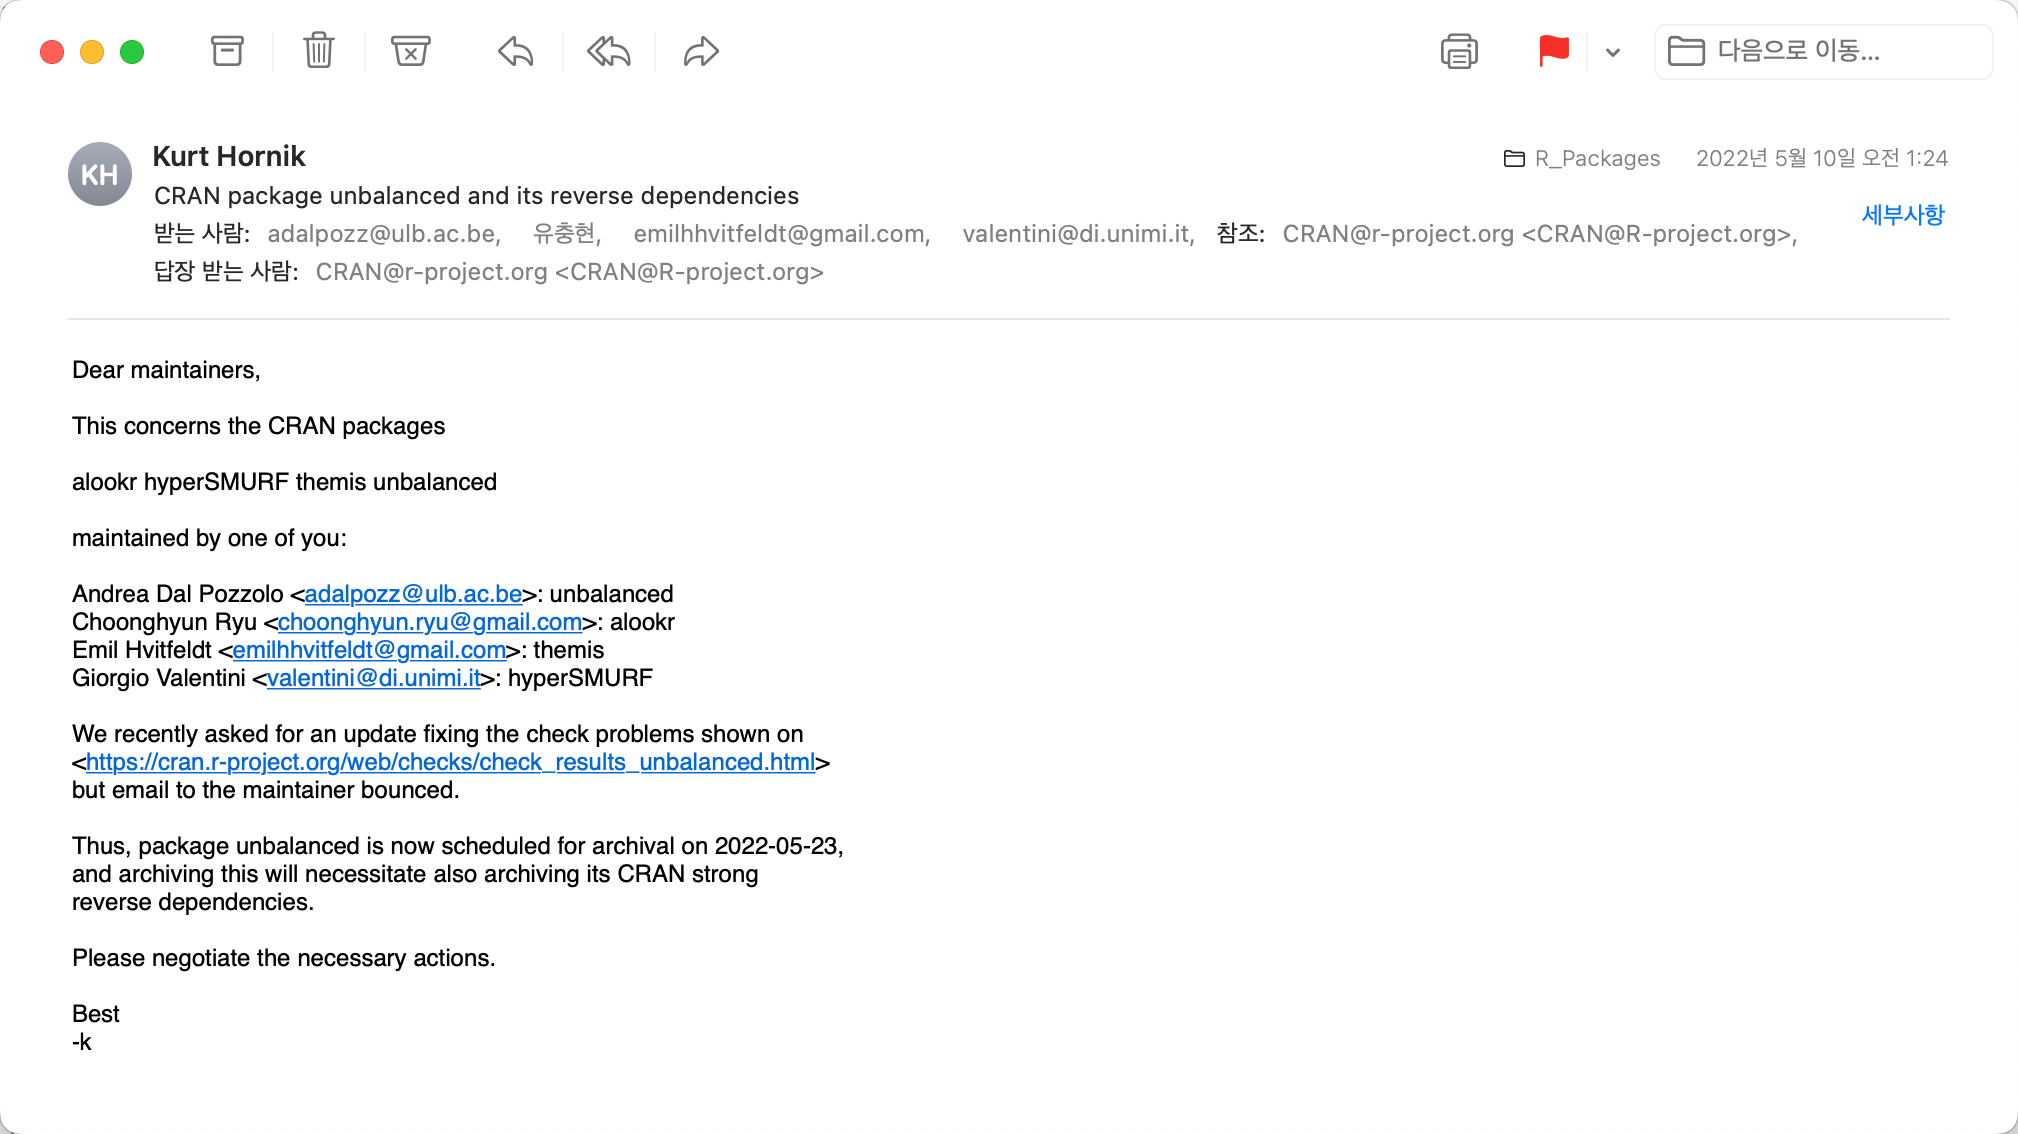 다음으로 이동...
KH
Kurt Hornik
R_Packages
2022년 5월 10일 오전 1:24
CRAN package unbalanced and its reverse dependencies
세부사항
받는 사람: adalpozz@ulb.ac.be, 유충현, emilhhvitfeldt@gmail.com, valentini@di.unimi.it, 참조: CRAN@r-project.org <CRAN@R-project.org>,
답장 받는 사람: CRAN@r-project.org <CRAN@R-project.org>
Dear maintainers,
This concerns the CRAN packages
alookr hyperSMURF themis unbalanced
maintained by one of you:
Andrea Dal Pozzolo <adalpozz@ulb.ac.be>: unbalanced
Choonghyun Ryu <choonghyun.ryu@gmail.com>: alookr
Emil Hvitfeldt <emilhhvitfeldt@gmail.com>: themis
Giorgio Valentini <valentini@di.unimi.it>: hyperSMURF
We recently asked for an update fixing the check problems shown on
<https://cran.r-project.org/web/checks/check_results_unbalanced.html>
but email to the maintainer bounced.
Thus, package unbalanced is now scheduled for archival on 2022-05-23,
and archiving this will necessitate also archiving its CRAN strong
reverse dependencies.
Please negotiate the necessary actions.
Best
-k